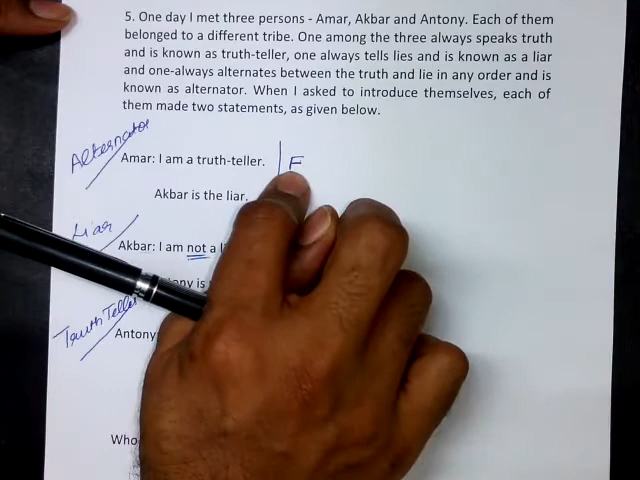 5. One day I met three persons - Amar, Akbar and Antony. Each of them
belonged to a different tribe. One among the three always speaks truth
and is known as truth-teller, one always tells lies and is known as a liar
and one-always alternates between the truth and lie in any order and is
known as alternator. When I asked to introduce themselves, each of
them made two statements, as given below.
Alternator
Amar: I am a truth-teller. F
Akbar is the liar.
Liar
Akbar: I am not a
is
Truth Teller
Antony